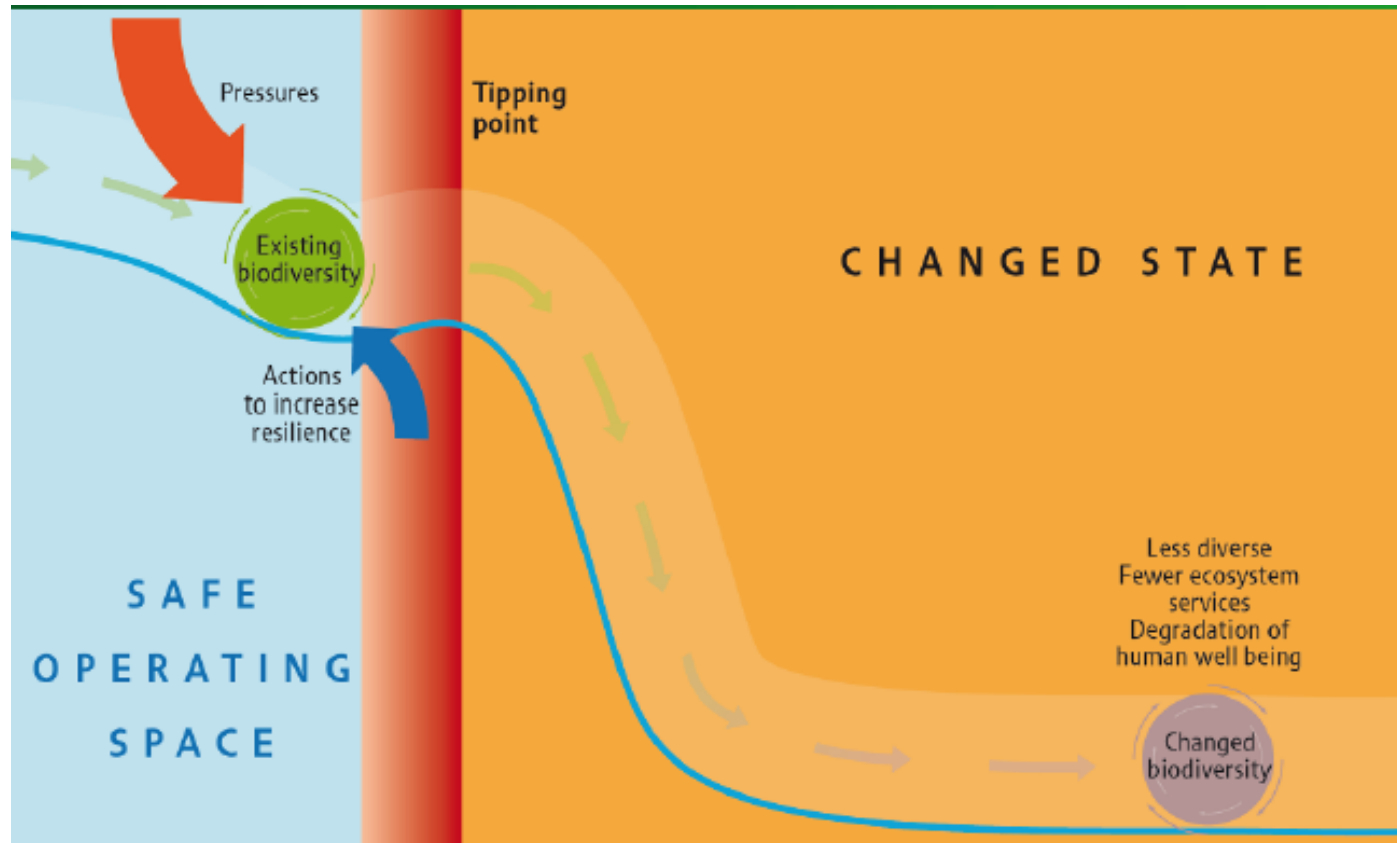 Pressures
Tipping
point
Existing
biodiversity
CHANGED STATE
Actions
to increase
resilience
SAFE
OPERATING
SPACE
Less diverse
Fewer ecosystem
services
Degradation of
human well being
Changed
biodiversity